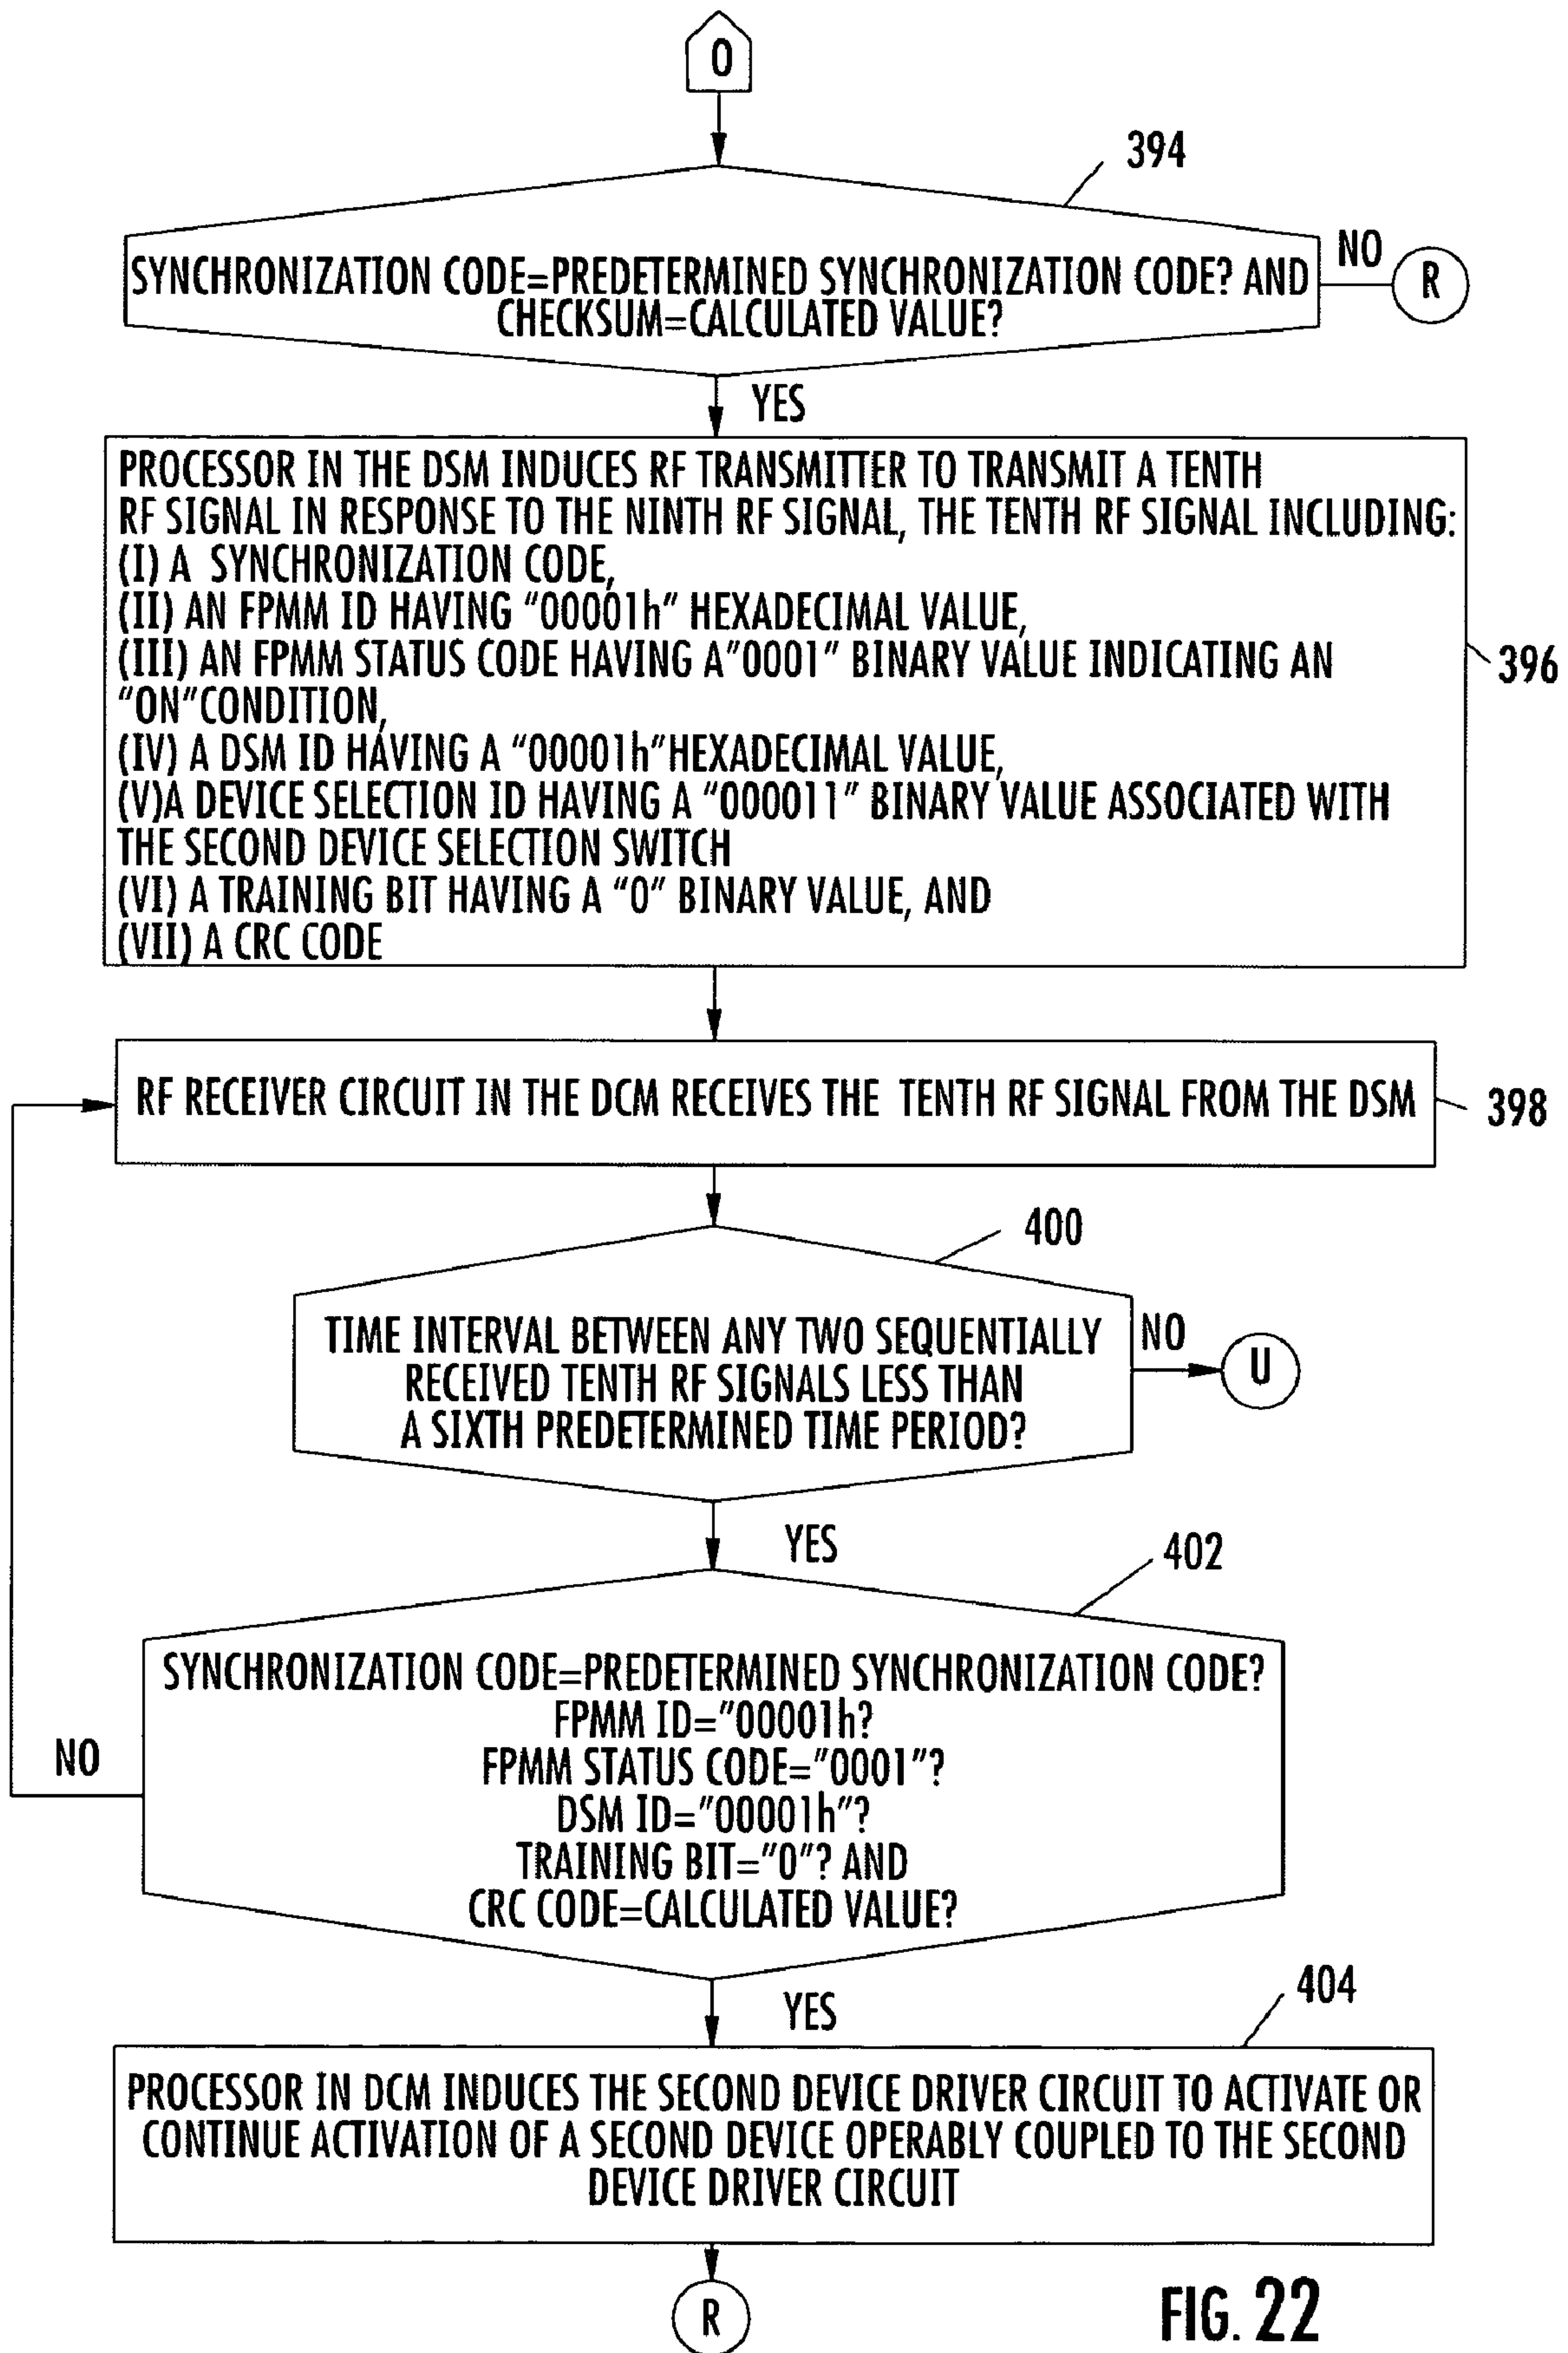 O
394
SYNCHRONIZATION CODE=PREDETERMINED SYNCHRONIZATION CODE? AND
CHECKSUM=CALCULATED VALUE?
NO
R
YES
PROCESSOR IN THE DSM INDUCES RF TRANSMITTER TO TRANSMIT A TENTH
RF SIGNAL IN RESPONSE TO THE NINTH RF SIGNAL, THE TENTH RF SIGNAL INCLUDING:
(I) A SYNCHRONIZATION CODE,
(II) AN FPMM ID HAVING "00001h" HEXADECIMAL VALUE,
(III) AN FPMM STATUS CODE HAVING A"0001" BINARY VALUE INDICATING AN
"ON"CONDITION,
(IV) A DSM ID HAVING A "00001h"HEXADECIMAL VALUE,
(V)A DEVICE SELECTION ID HAVING A "000011" BINARY VALUE ASSOCIATED WITH
THE SECOND DEVICE SELECTION SWITCH
(VI) A TRAINING BIT HAVING A "0" BINARY VALUE, AND
(VII) A CRC CODE
396
RF RECEIVER CIRCUIT IN THE DCM RECEIVES THE TENTH RF SIGNAL FROM THE DSM
398
400
TIME INTERVAL BETWEEN ANY TWO SEQUENTIALLY
RECEIVED TENTH RF SIGNALS LESS THAN
A SIXTH PREDETERMINED TIME PERIOD?
NO
U
YES
402
SYNCHRONIZATION CODE=PREDETERMINED SYNCHRONIZATION CODE?
FPMM ID="00001h?
FPMM STATUS CODE="0001"?
DSM ID="00001h"?
TRAINING BIT="0"? AND
CRC CODE=CALCULATED VALUE?
NO
YES
404
PROCESSOR IN DCM INDUCES THE SECOND DEVICE DRIVER CIRCUIT TO ACTIVATE OR
CONTINUE ACTIVATION OF A SECOND DEVICE OPERABLY COUPLED TO THE SECOND
DEVICE DRIVER CIRCUIT
R
FIG. 22